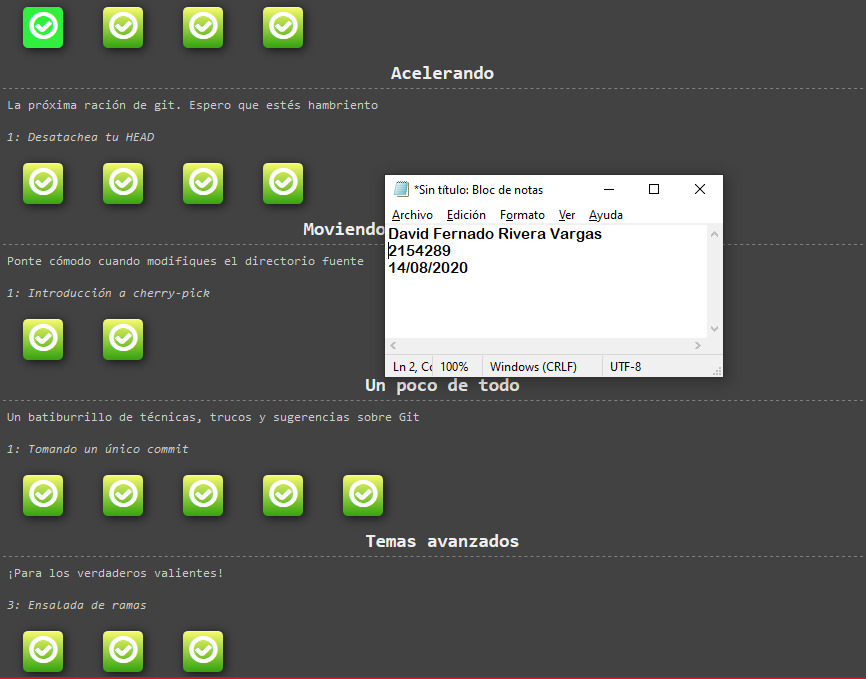 Acelerando
La próxima ración de git. Espero que estés hambriento
1: Desatachea tu HEAD
*Sin título: Bloc de notas
Archivo Edición Formato Ver Ayuda
David Fernado Rivera Vargas
2154289
14/08/2020
Ln 2, Co 100% Windows (CRLF) UTF-8
Moviendo
Ponte cómodo cuando modifiques el directorio fuente
1: Introducción a cherry-pick
Un poco de todo
Un batiburrillo de técnicas, trucos y sugerencias sobre Git
1: Tomando un único commit
Temas avanzados
¡Para los verdaderos valientes!
3: Ensalada de ramas